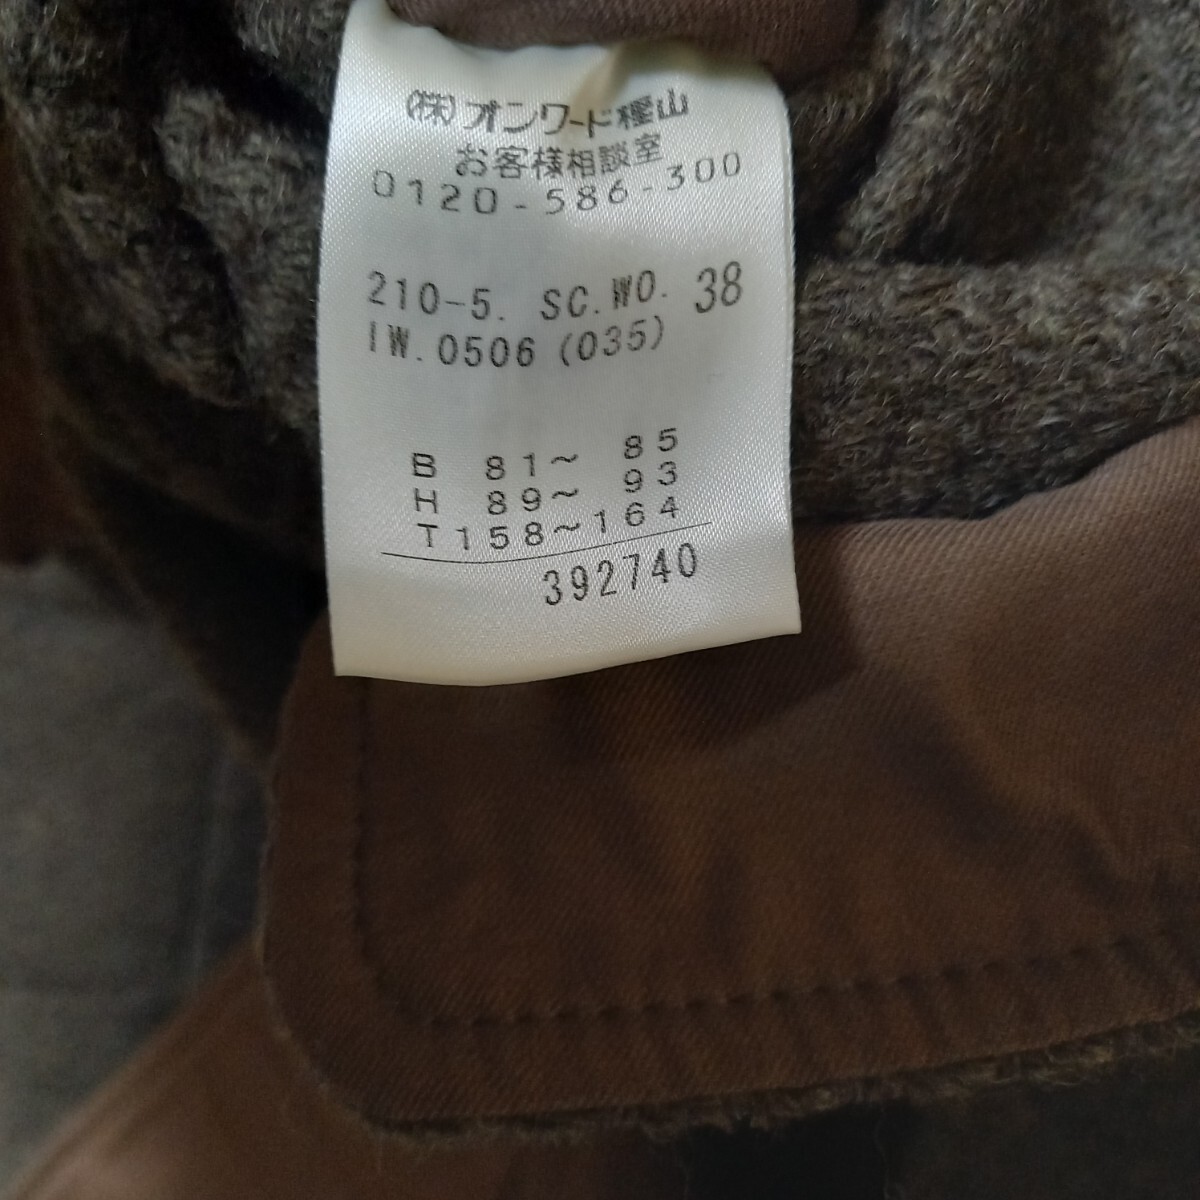 (株)オンワード樫山
お客様相談室
0120-586-300
210-5. SC.WO. 38
IW.0506 (035)
B 81~ 85
H 89~ 93
T158~164
392740